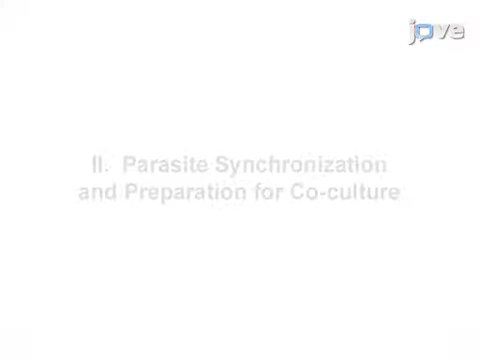 jove
II. Parasite Synchronization
and Preparation for Co-culture